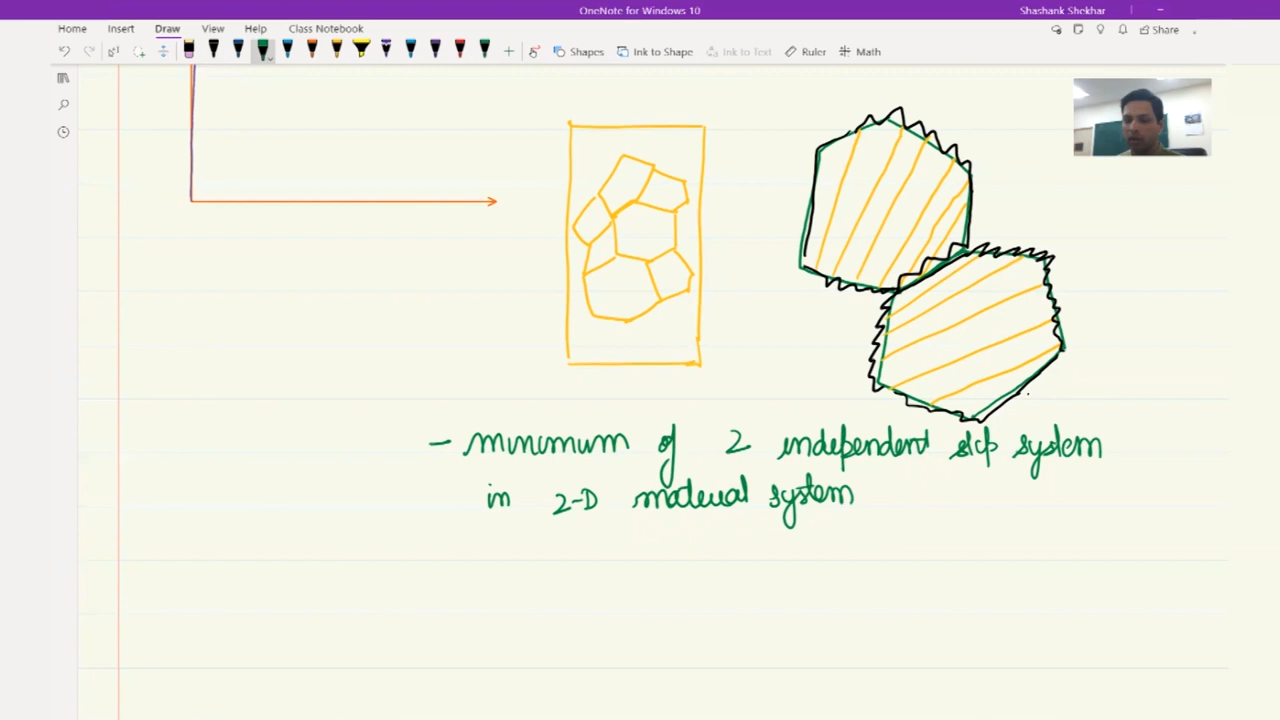 OneNote for Windows 10
Shashank Shekhar
Home Insert Draw View Help Class Notebook
Shapes Ink to Shape Ink to Text Ruler Math Share
- minimum of 2 independent slip system
in 2-D material system